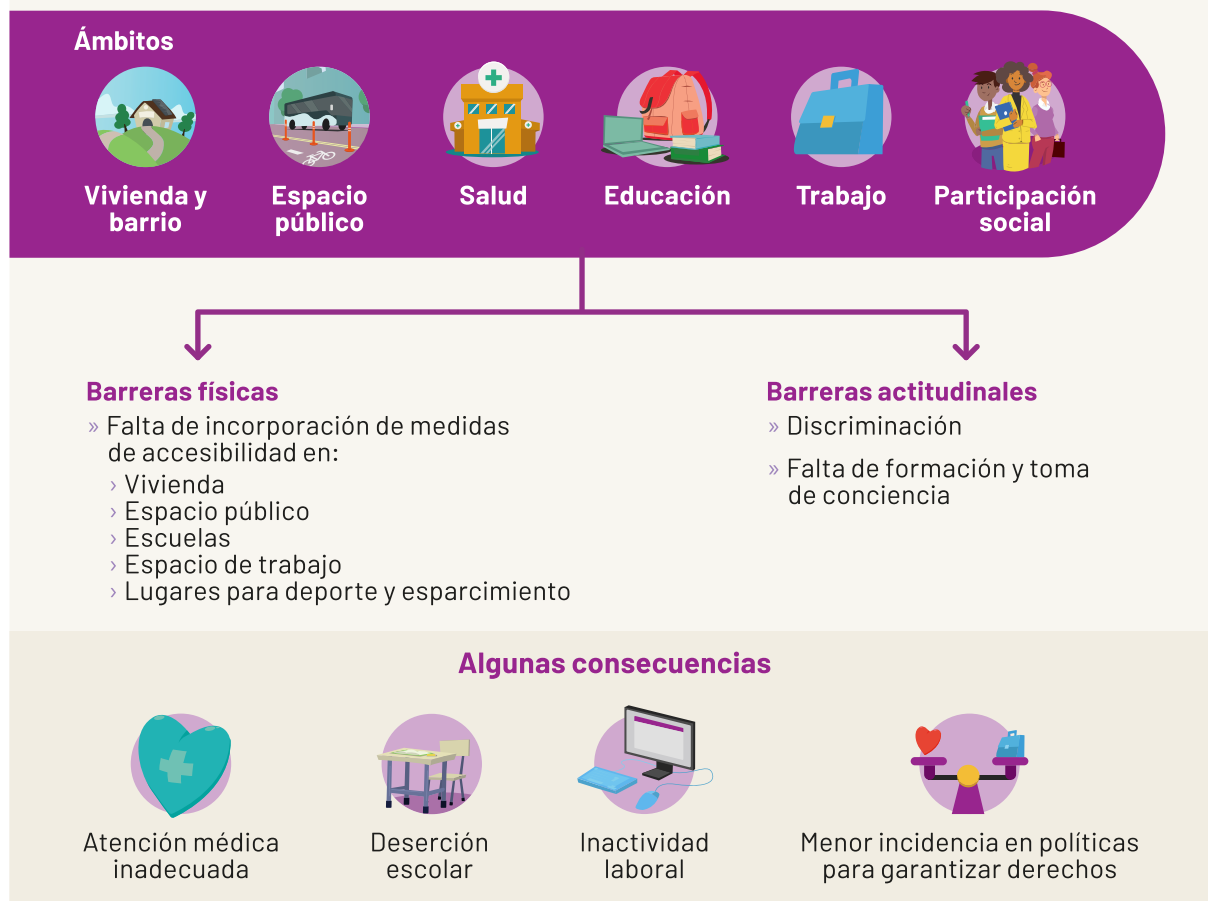 Ámbitos
Vivienda y
barrio
Espacio
público
Salud
Educación
Trabajo
Participación
social
Barreras físicas
» Falta de incorporación de medidas
de accesibilidad en:
› Vivienda
› Espacio público
› Escuelas
› Espacio de trabajo
› Lugares para deporte y esparcimiento
Barreras actitudinales
» Discriminación
» Falta de formación y toma
de conciencia
Algunas consecuencias
Atención médica
inadecuada
Deserción
escolar
Inactividad
laboral
Menor incidencia en políticas
para garantizar derechos